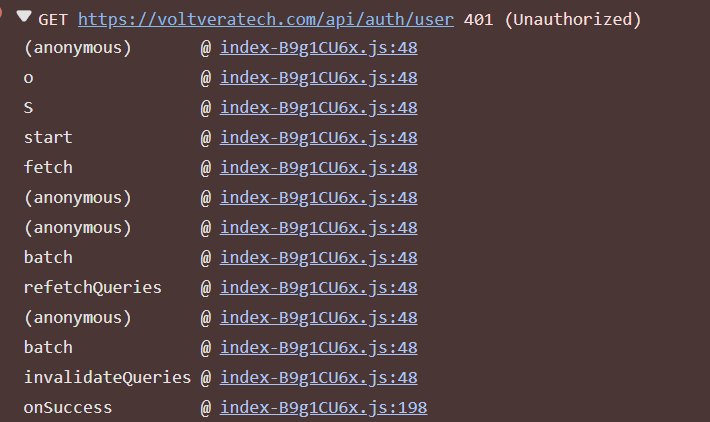 GET https://voltveratech.com/api/auth/user 401 (Unauthorized)
(anonymous) @ index-B9g1CU6x.js:48
o @ index-B9g1CU6x.js:48
S @ index-B9g1CU6x.js:48
start @ index-B9g1CU6x.js:48
fetch @ index-B9g1CU6x.js:48
(anonymous) @ index-B9g1CU6x.js:48
(anonymous) @ index-B9g1CU6x.js:48
batch @ index-B9g1CU6x.js:48
refetchQueries @ index-B9g1CU6x.js:48
(anonymous) @ index-B9g1CU6x.js:48
batch @ index-B9g1CU6x.js:48
invalidateQueries @ index-B9g1CU6x.js:48
onSuccess @ index-B9g1CU6x.js:198